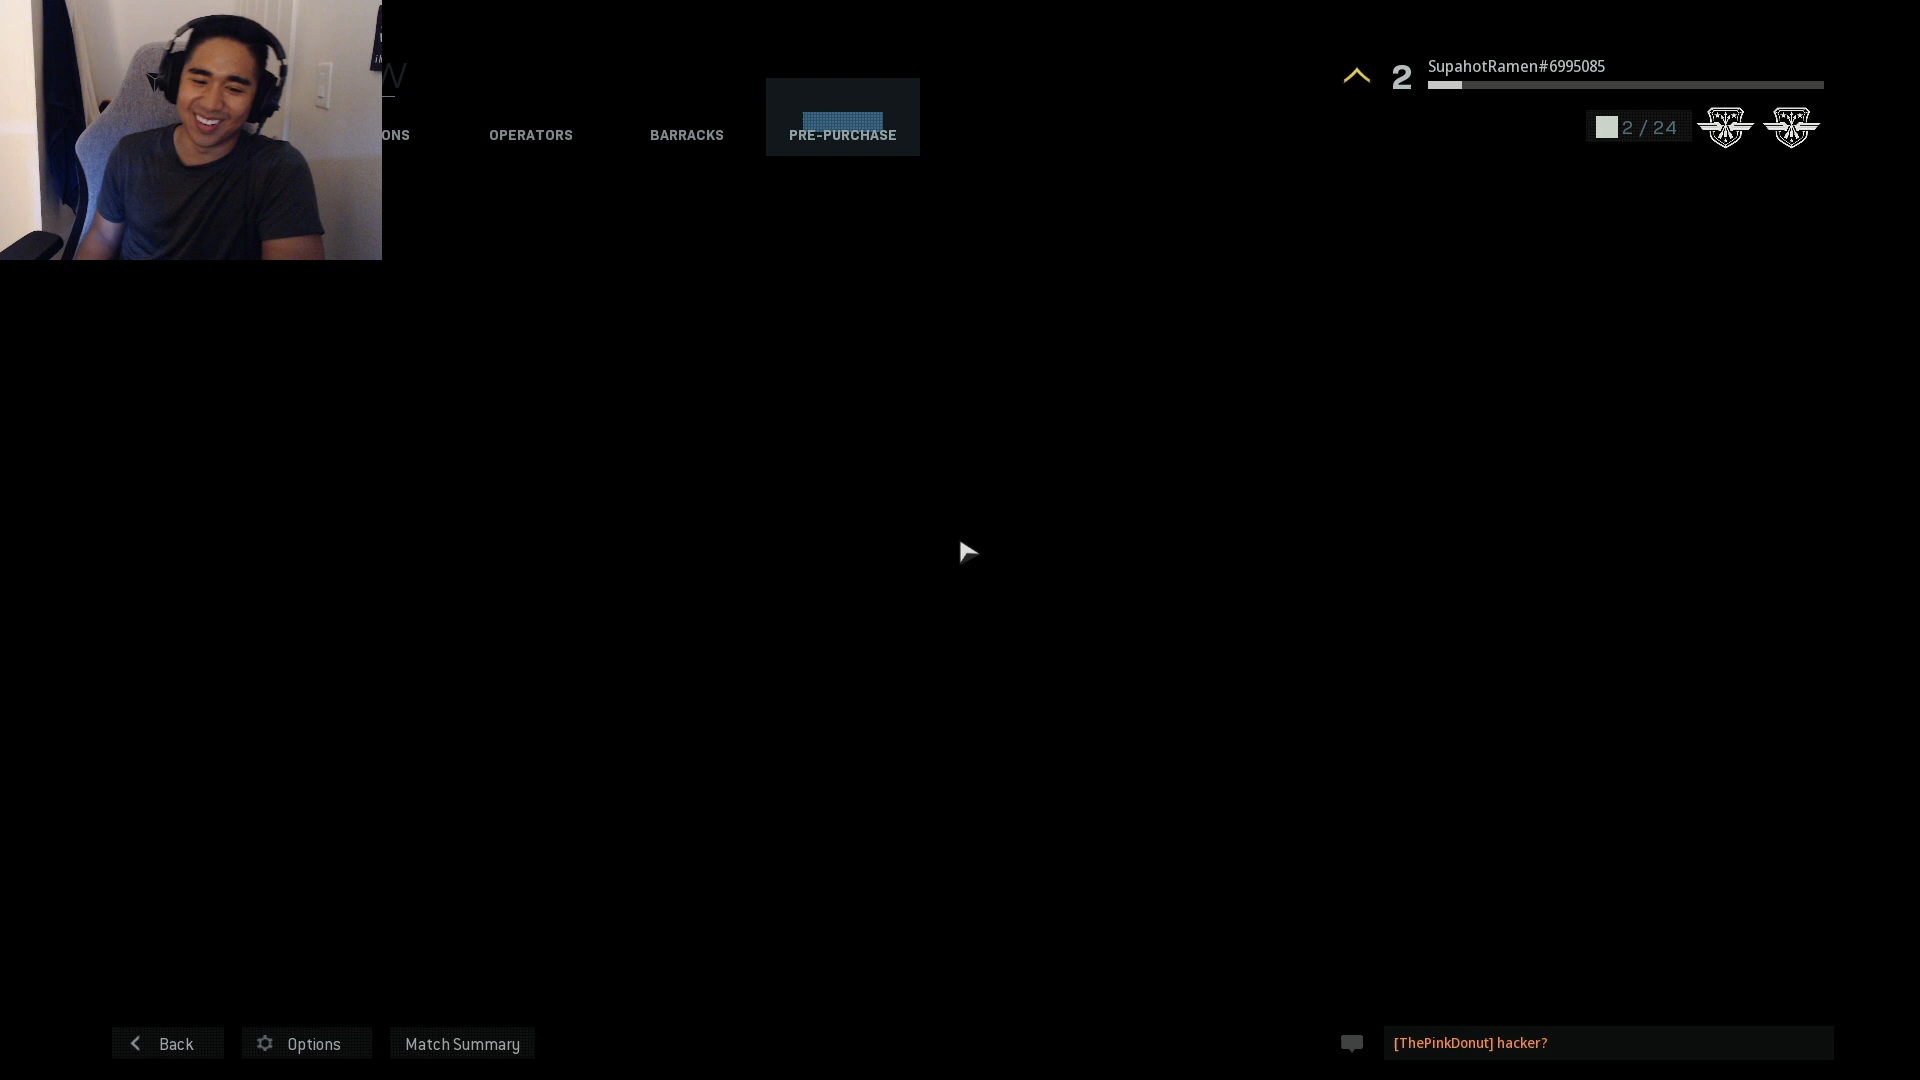 W
ONS
OPERATORS
BARRACKS
PRE-PURCHASE
2
SupahotRamen#6995085
2 / 24
Back
Options
Match Summary
[ThePinkDonut] hacker?